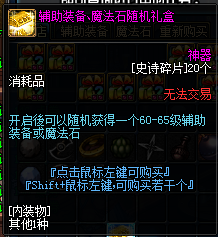 辅助装备.魔法石随机礼盒
神器
[史诗碎片]20个
消耗品
无法交易
开启後可以随机获得一个60-65级辅助
装备或魔法石
『点击鼠标左键可购买』
『Shift+鼠标左键,可购买若干个』
[内装物]
其他1种